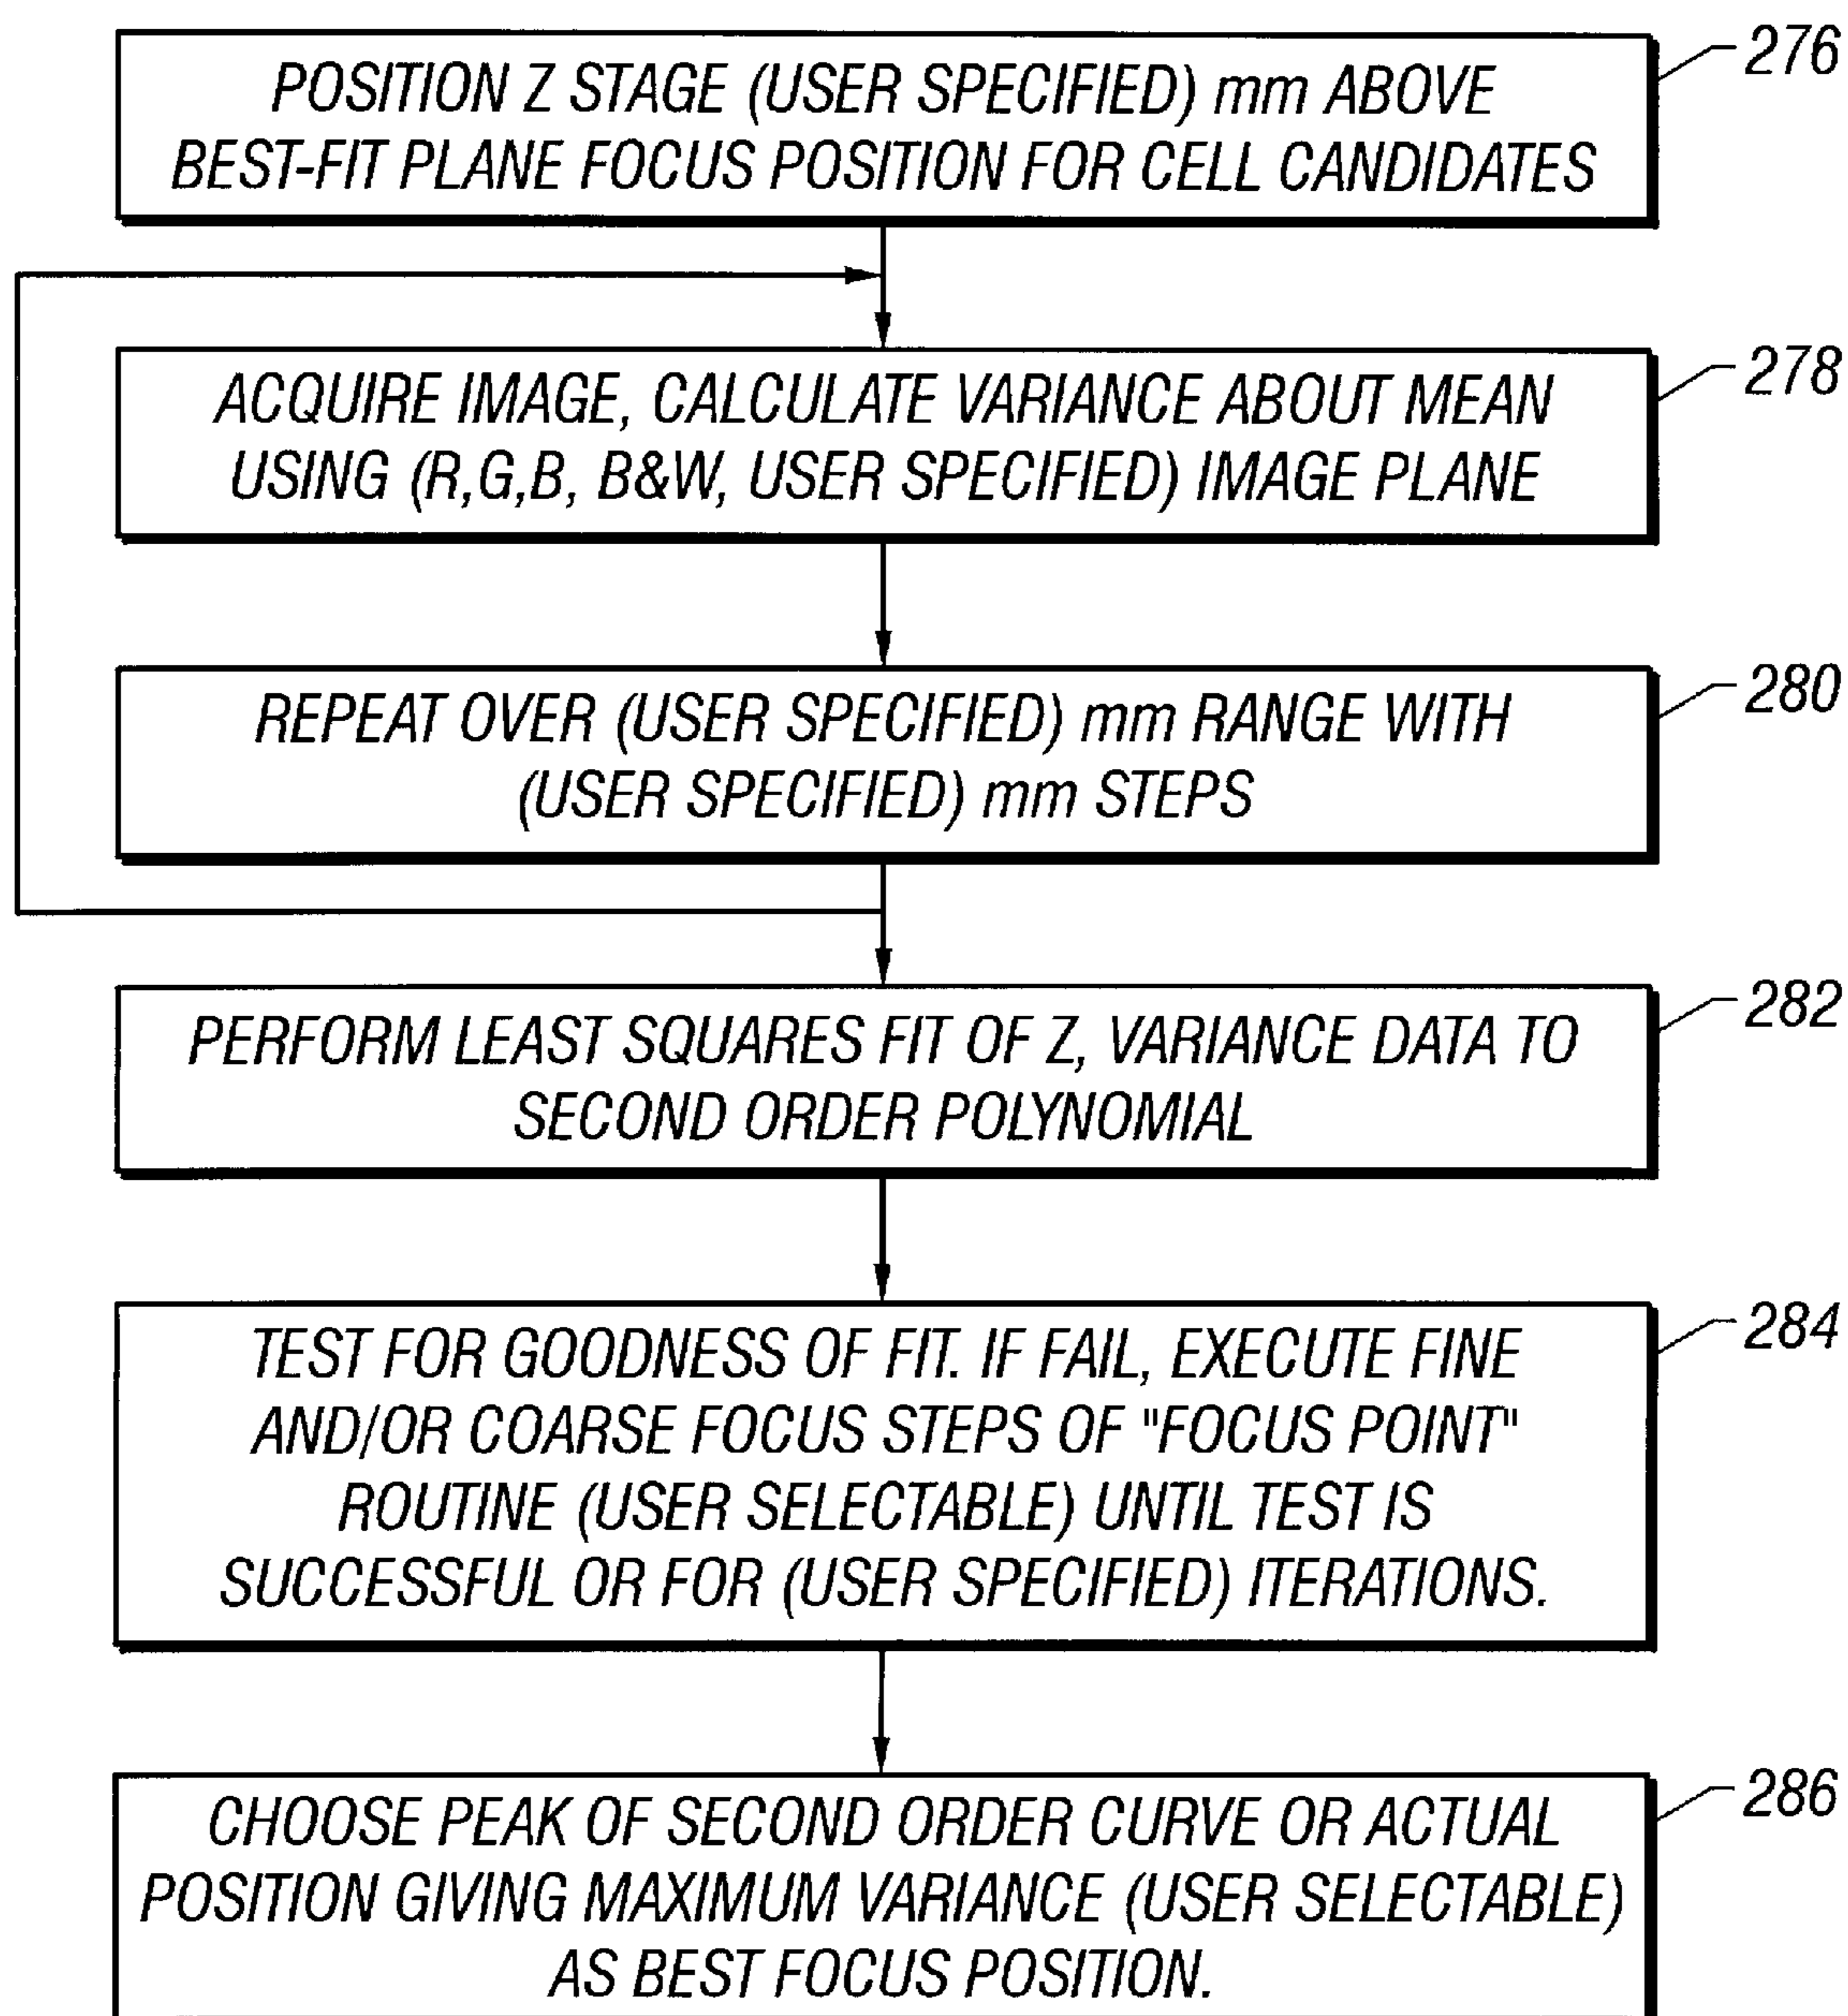 276
POSITION Z STAGE (USER SPECIFIED) mm ABOVE
BEST-FIT PLANE FOCUS POSITION FOR CELL CANDIDATES
278
ACQUIRE IMAGE, CALCULATE VARIANCE ABOUT MEAN
USING (R,G,B, B&W, USER SPECIFIED) IMAGE PLANE
280
REPEAT OVER (USER SPECIFIED) mm RANGE WITH
(USER SPECIFIED) mm STEPS
282
PERFORM LEAST SQUARES FIT OF Z, VARIANCE DATA TO
SECOND ORDER POLYNOMIAL
284
TEST FOR GOODNESS OF FIT. IF FAIL, EXECUTE FINE
AND/OR COARSE FOCUS STEPS OF "FOCUS POINT"
ROUTINE (USER SELECTABLE) UNTIL TEST IS
SUCCESSFUL OR FOR (USER SPECIFIED) ITERATIONS.
286
CHOOSE PEAK OF SECOND ORDER CURVE OR ACTUAL
POSITION GIVING MAXIMUM VARIANCE (USER SELECTABLE)
AS BEST FOCUS POSITION.